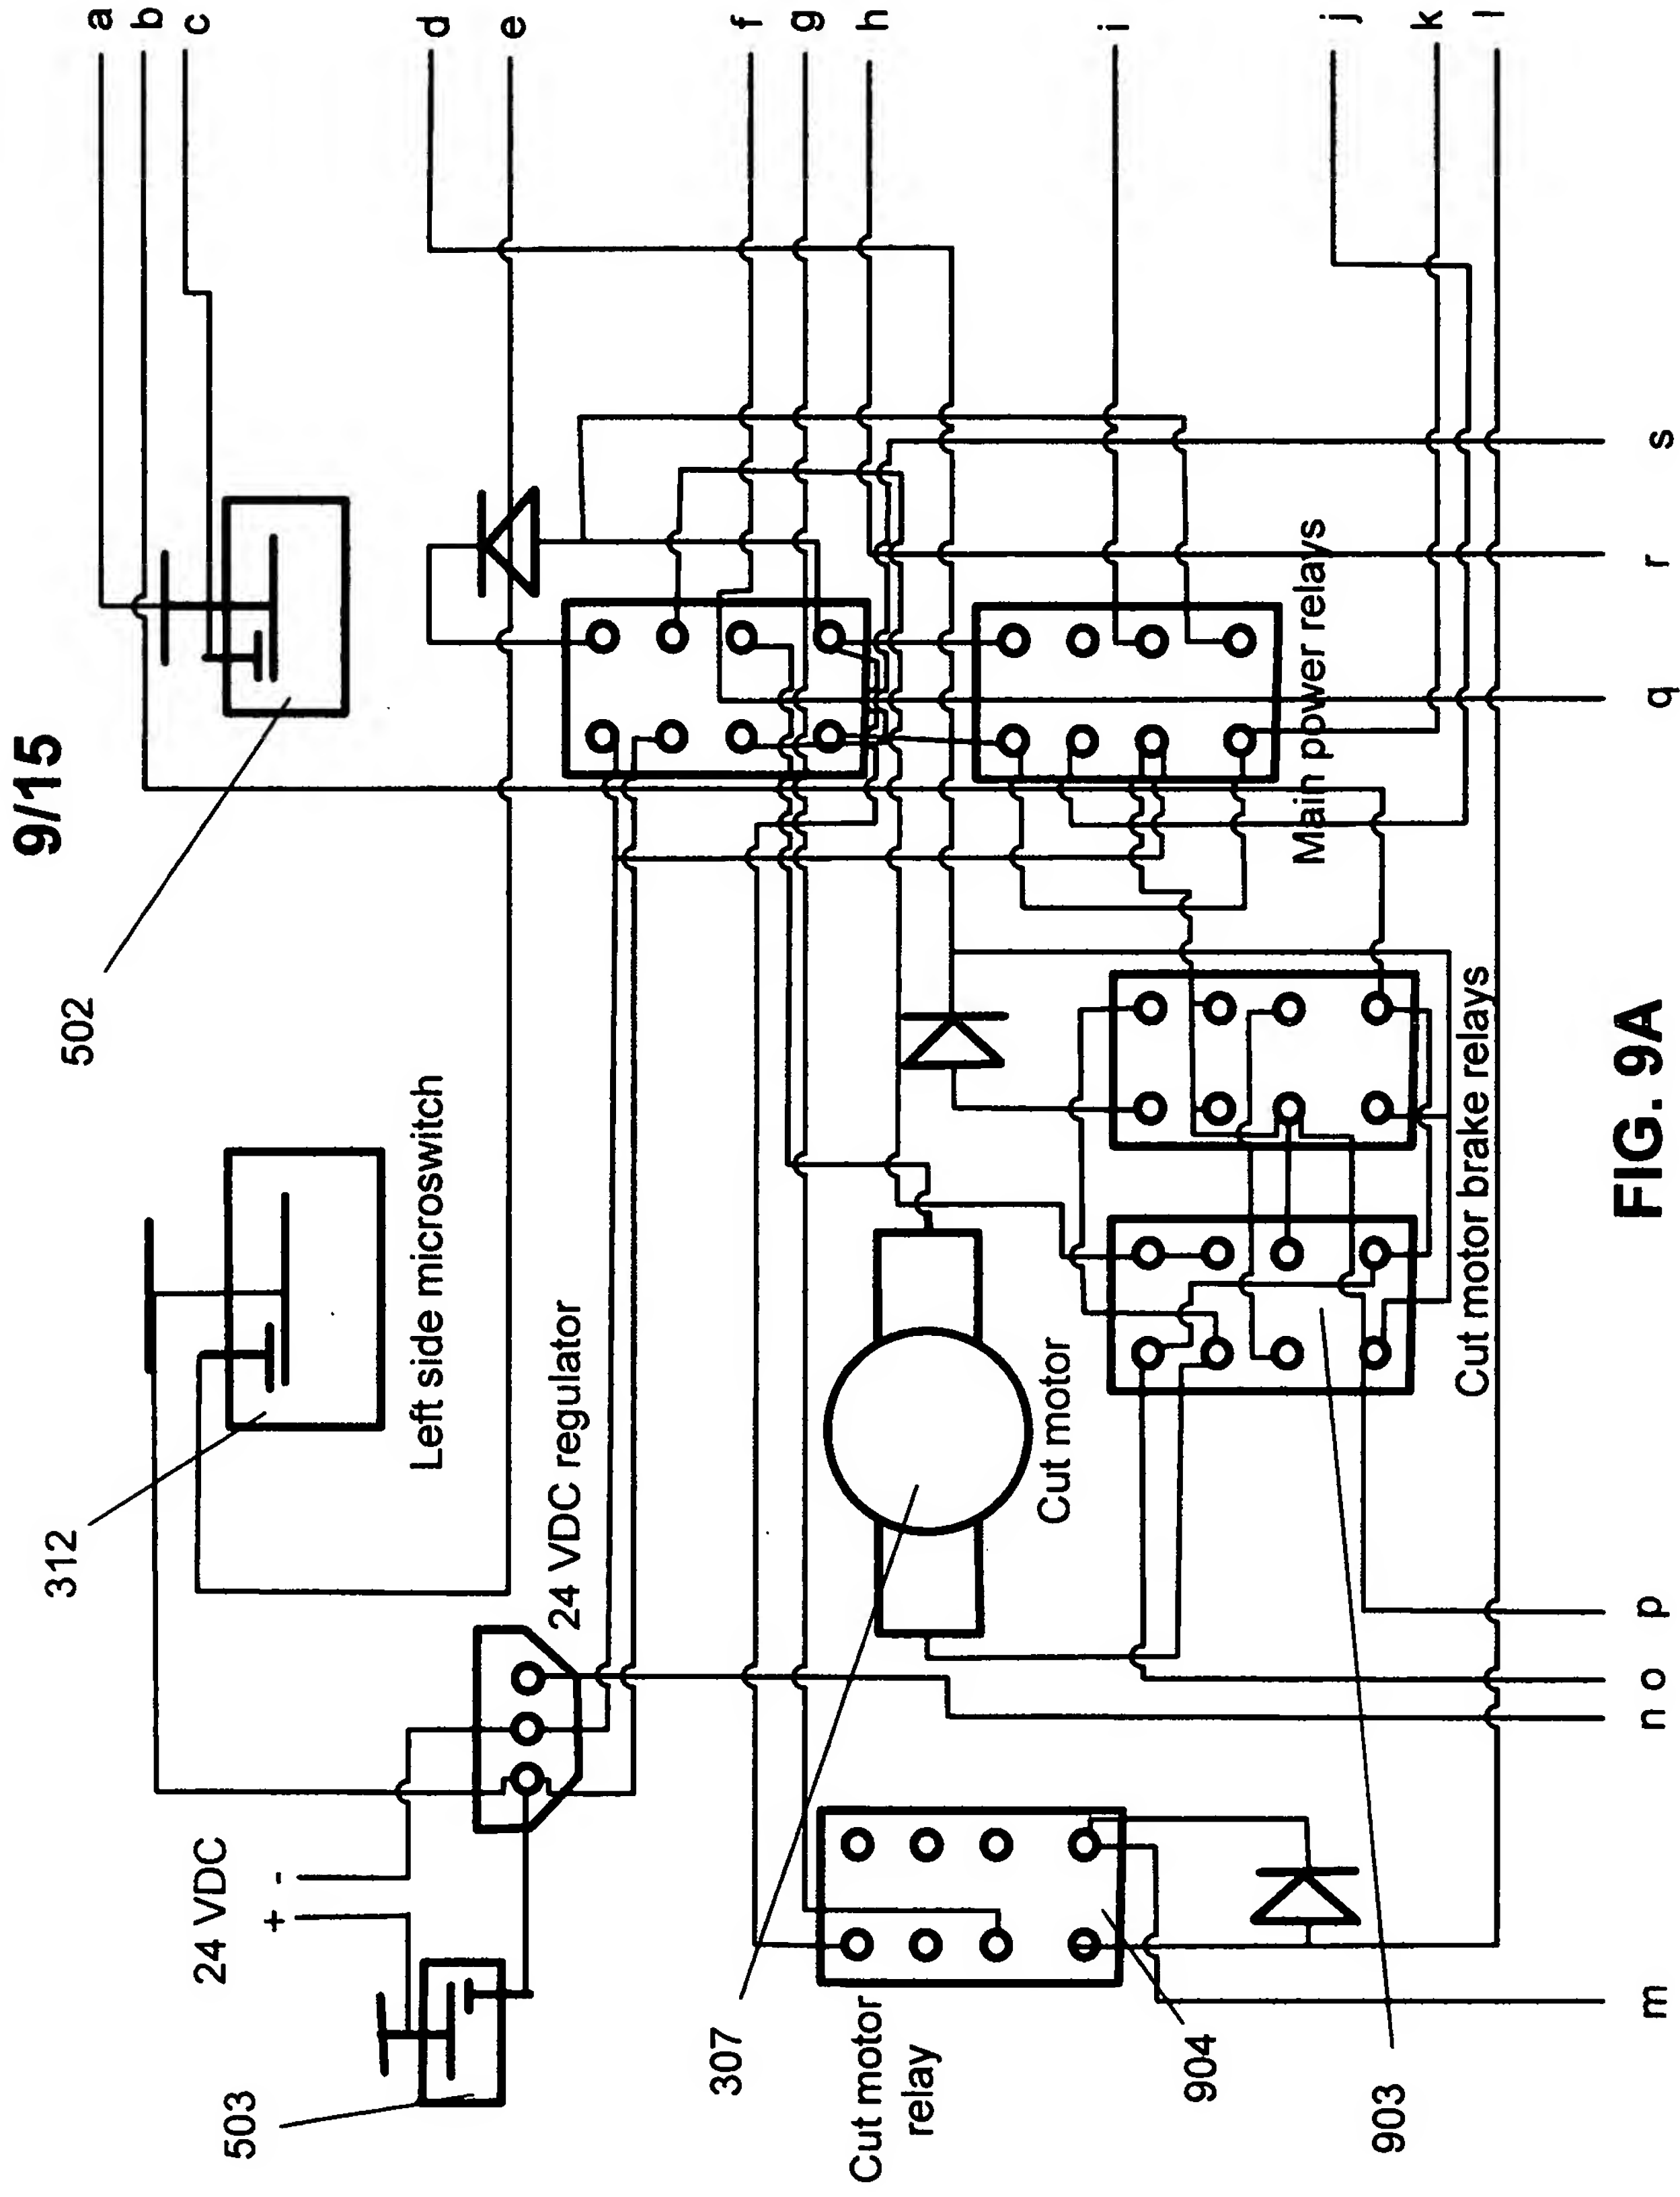 9/15
a
b
c
d
e
f
g
h
i
j
k
l
502
312
Left side microswitch
24 VDC regulator
24 VDC
+ -
503
307
Cut motor
Cut motor
relay
904
903
Main power relays
Cut motor brake relays
m
n
o
p
q
r
s
FIG. 9A